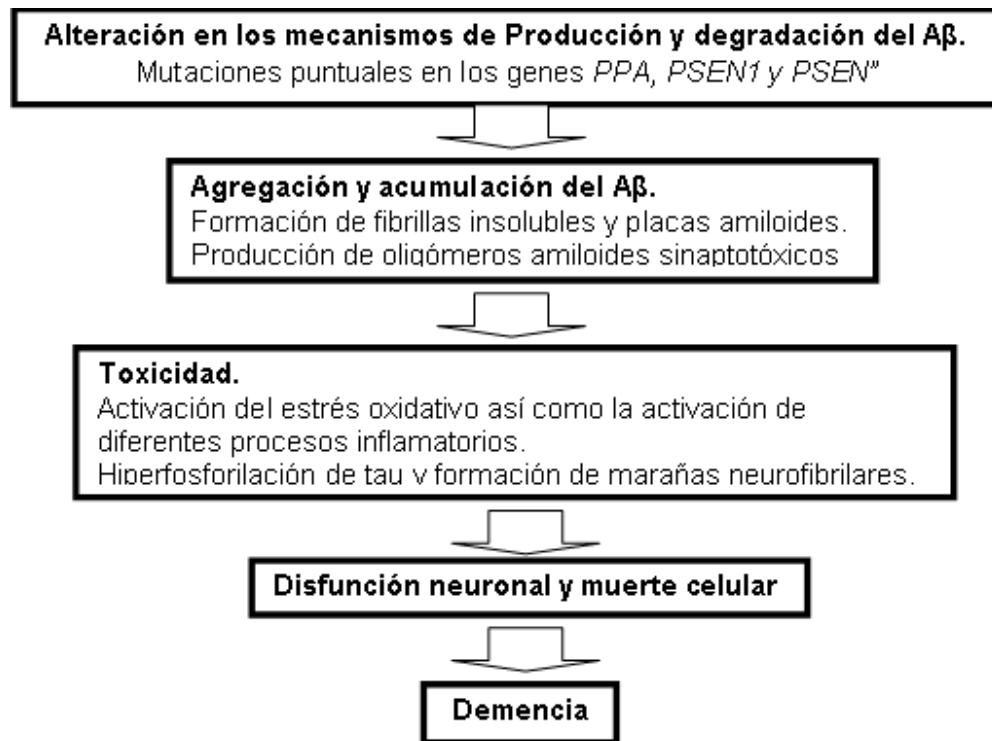 Alteración en los mecanismos de Producción y degradación del Aβ.
Mutaciones puntuales en los genes PPA, PSEN1 y PSEN"
Agregación y acumulación del Aβ.
Formación de fibrillas insolubles y placas amiloides.
Producción de oligómeros amiloides sinaptotóxicos
Toxicidad.
Activación del estrés oxidativo así como la activación de
diferentes procesos inflamatorios.
Hiperfosforilación de tau y formación de marañas neurofibrilares.
Disfunción neuronal y muerte celular
Demencia